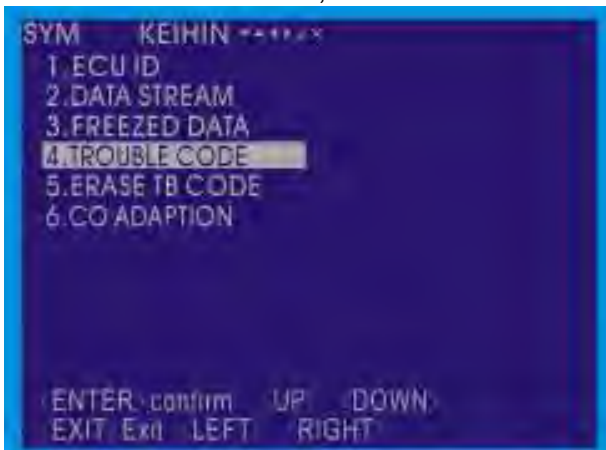 SYM KEIHIN
1.ECU ID
2.DATA STREAM
3.FREEZED DATA
4.TROUBLE CODE
5.ERASE TB CODE
6.CO ADAPTION
<ENTER>confirm <UP> <DOWN>
EXIT Exit LEFT RIGHT